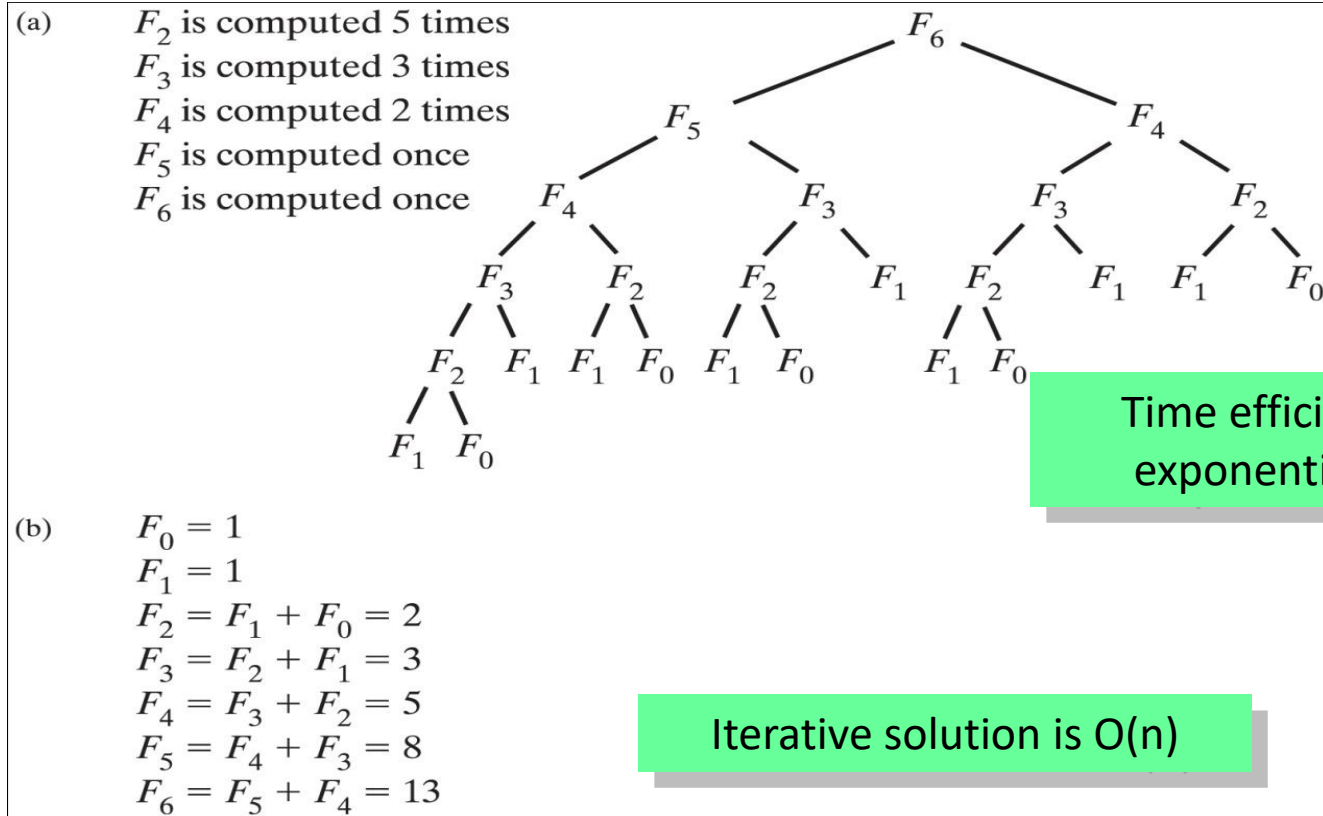 (a) F₂ is computed 5 times
F₃ is computed 3 times
F₄ is computed 2 times
F₅ is computed once
F₆ is computed once
F₆
F₅ F₄
F₄ F₃ F₃ F₂
F₃ F₂ F₂ F₁ F₂ F₁ F₁ F₀
F₂ F₁ F₁ F₀ F₁ F₀ F₁ F₀
F₁ F₀
Time effici
exponenti
(b) F₀ = 1
F₁ = 1
F₂ = F₁ + F₀ = 2
F₃ = F₂ + F₁ = 3
F₄ = F₃ + F₂ = 5
F₅ = F₄ + F₃ = 8
F₆ = F₅ + F₄ = 13
Iterative solution is O(n)